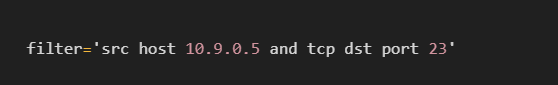 filter='src host 10.9.0.5 and tcp dst port 23'